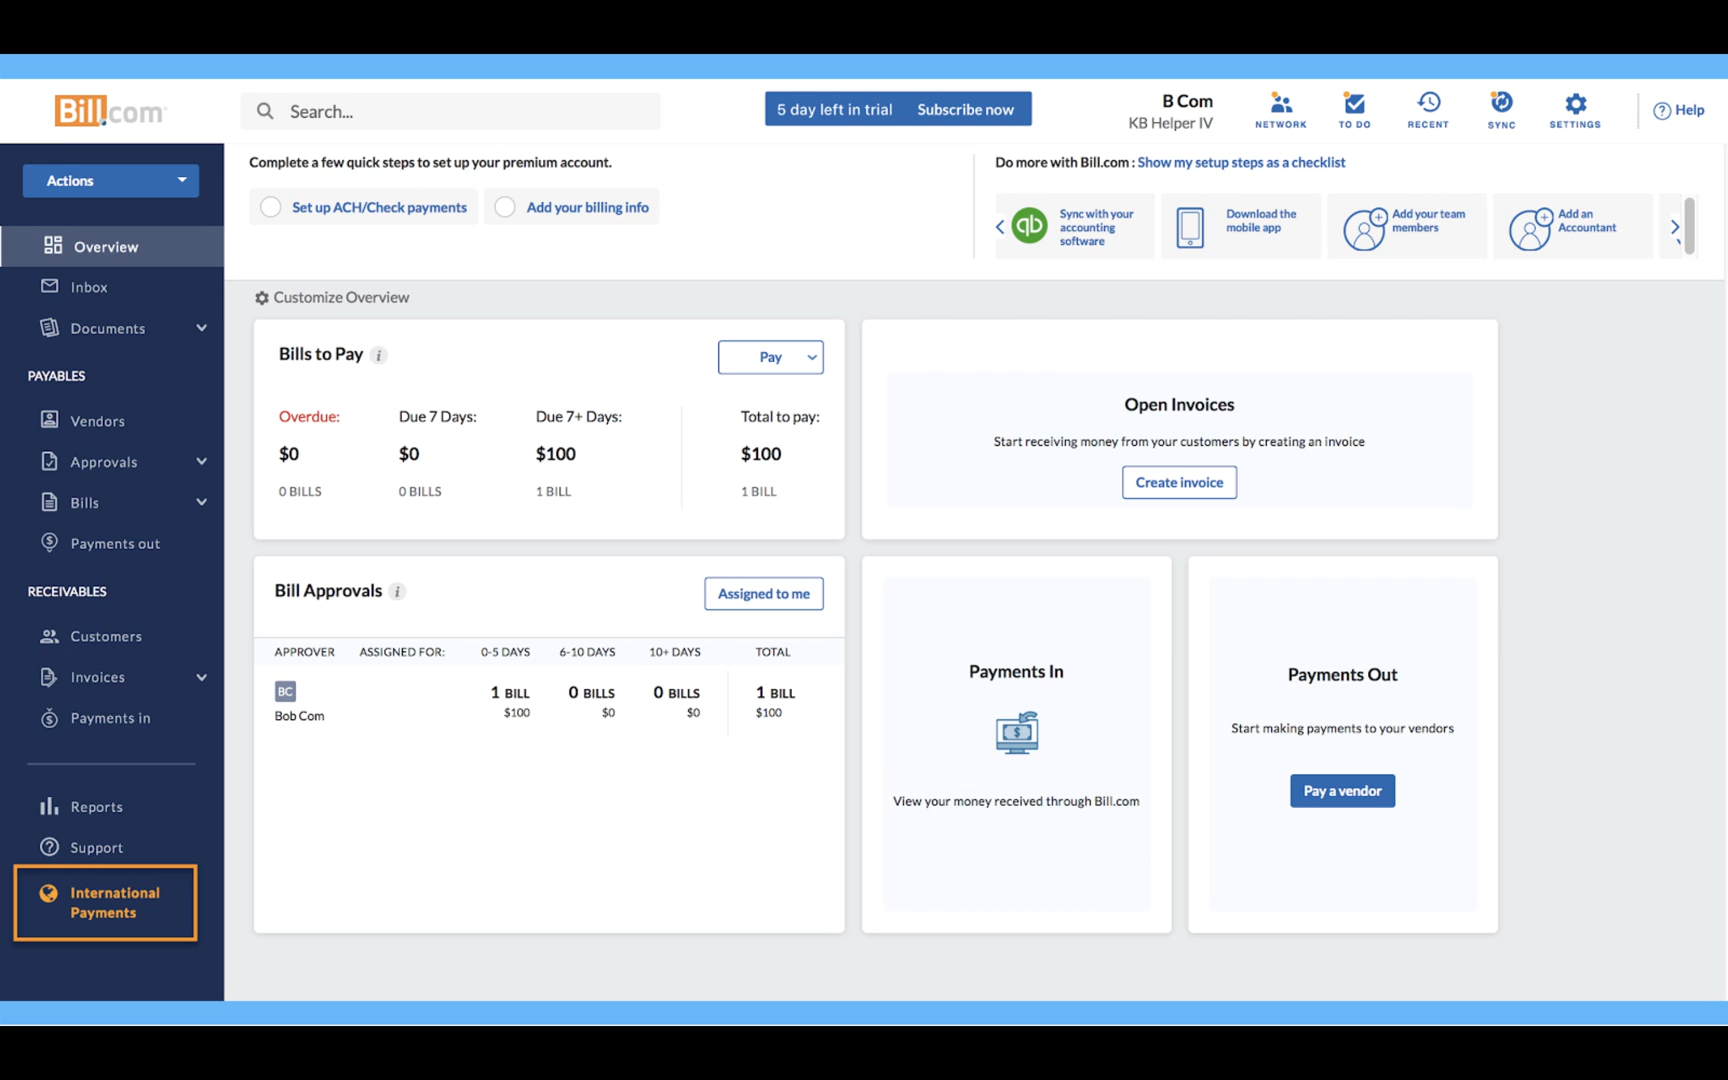 Bill.com
Search...
5 day left in trial Subscribe now
B Com
KB Helper IV
NETWORK
TO DO
RECENT
SYNC
SETTINGS
? Help
Actions
Overview
Inbox
Documents
PAYABLES
Vendors
Approvals
Bills
Payments out
RECEIVABLES
Customers
Invoices
Payments in
Reports
Support
International
Payments
Complete a few quick steps to set up your premium account.
Set up ACH/Check payments
Add your billing info
Do more with Bill.com : Show my setup steps as a checklist
qb
Sync with your
accounting
software
Download the
mobile app
Add your team
members
Add an
Accountant
Customize Overview
Bills to Pay i
Pay
Overdue: Due 7 Days: Due 7+ Days: Total to pay:
$0 $0 $100 $100
0 BILLS 0 BILLS 1 BILL 1 BILL
Open Invoices
Start receiving money from your customers by creating an invoice
Create invoice
Bill Approvals i
Assigned to me
APPROVER ASSIGNED FOR: 0-5 DAYS 6-10 DAYS 10+ DAYS TOTAL
BC 1 BILL 0 BILLS 0 BILLS 1 BILL
Bob Com $100 $0 $0 $100
Payments In
$
View your money received through Bill.com
Payments Out
Start making payments to your vendors
Pay a vendor